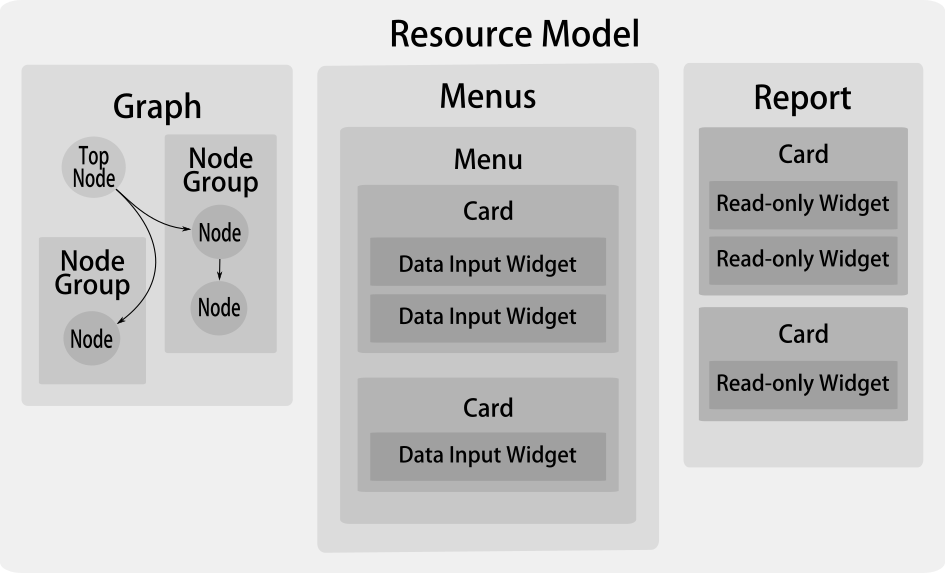 Resource Model
Graph
Top
Node
Node
Group
Node
Node
Node
Group
Node
Menus
Menu
Card
Data Input Widget
Data Input Widget
Card
Data Input Widget
Report
Card
Read-only Widget
Read-only Widget
Card
Read-only Widget